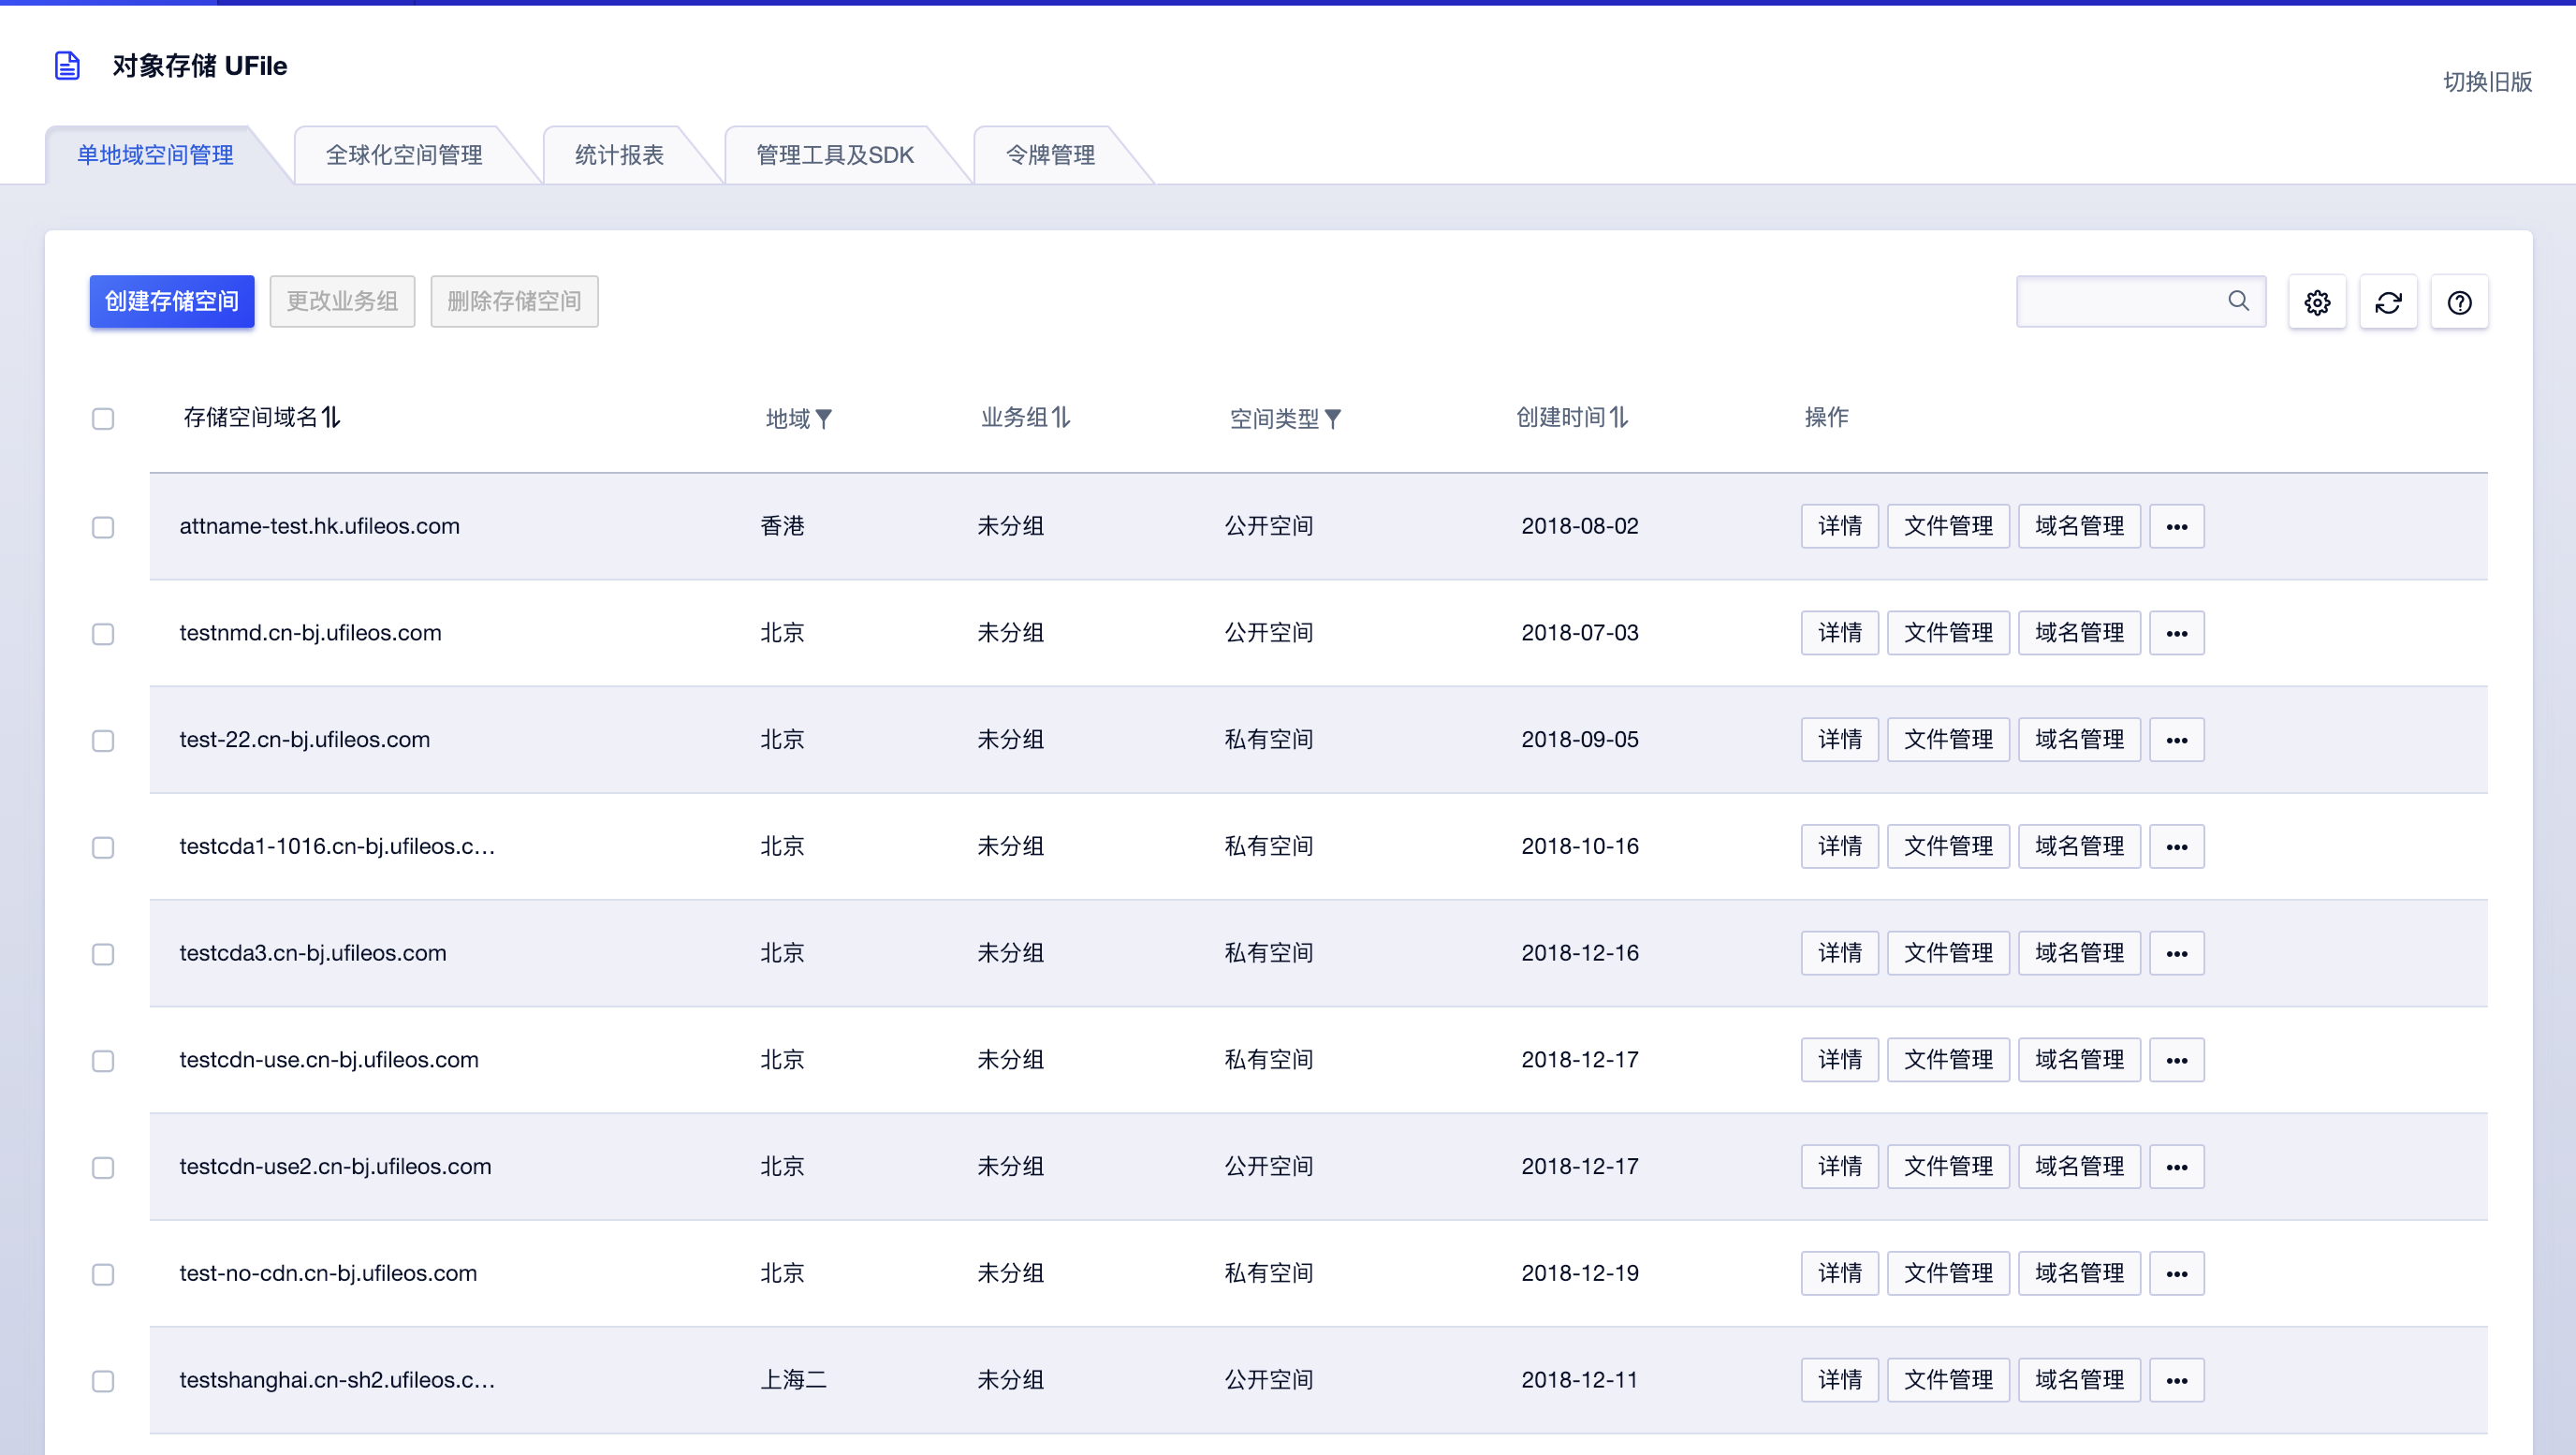 对象存储 UFile
切换旧版
单地域空间管理 全球化空间管理 统计报表 管理工具及SDK 令牌管理
创建存储空间 更改业务组 删除存储空间
存储空间域名 地域 业务组 空间类型 创建时间 操作
attname-test.hk.ufileos.com 香港 未分组 公开空间 2018-08-02 详情 文件管理 域名管理 •••
testnmd.cn-bj.ufileos.com 北京 未分组 公开空间 2018-07-03 详情 文件管理 域名管理 •••
test-22.cn-bj.ufileos.com 北京 未分组 私有空间 2018-09-05 详情 文件管理 域名管理 •••
testcda1-1016.cn-bj.ufileos.c... 北京 未分组 私有空间 2018-10-16 详情 文件管理 域名管理 •••
testcda3.cn-bj.ufileos.com 北京 未分组 私有空间 2018-12-16 详情 文件管理 域名管理 •••
testcdn-use.cn-bj.ufileos.com 北京 未分组 私有空间 2018-12-17 详情 文件管理 域名管理 •••
testcdn-use2.cn-bj.ufileos.com 北京 未分组 公开空间 2018-12-17 详情 文件管理 域名管理 •••
test-no-cdn.cn-bj.ufileos.com 北京 未分组 私有空间 2018-12-19 详情 文件管理 域名管理 •••
testshanghai.cn-sh2.ufileos.c... 上海二 未分组 公开空间 2018-12-11 详情 文件管理 域名管理 •••